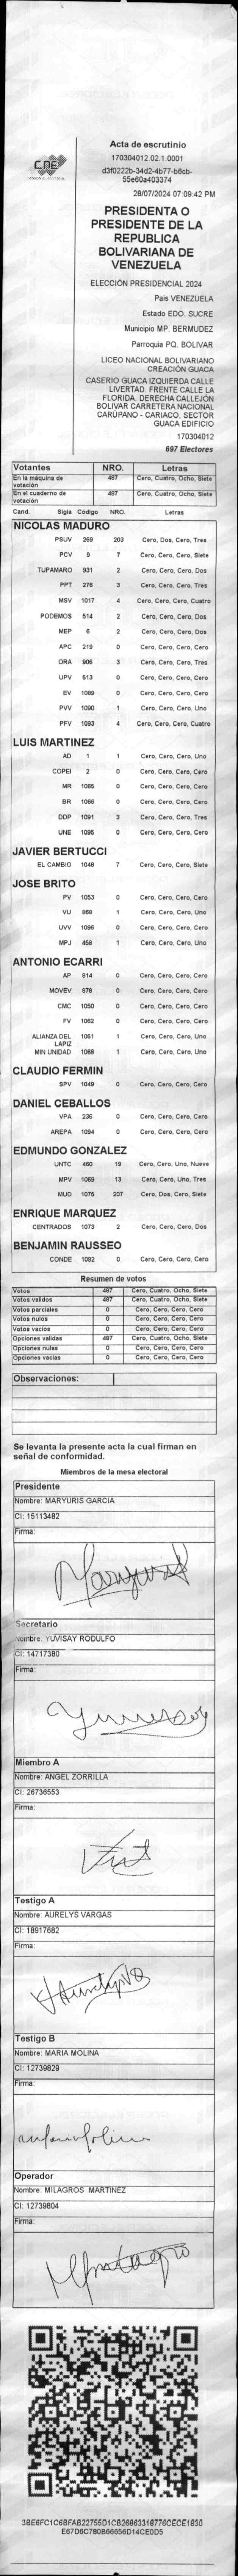 CNE
Acta de escrutinio
170304012.02.1.0001
d3f0222b-34d2-4b77-b6cb-
55e60a403374
28/07/2024 07:09:42 PM
PRESIDENTA O
PRESIDENTE DE LA
REPUBLICA
BOLIVARIANA DE
VENEZUELA
ELECCIÓN PRESIDENCIAL 2024
Pais VENEZUELA
Estado EDO. SUCRE
Municipio MP. BERMUDEZ
Parroquia PQ. BOLIVAR
LICEO NACIONAL BOLIVARIANO
CREACIÓN GUACA
CASERIO GUACA IZQUIERDA CALLE
LIVERTAD. FRENTE CALLE LA
FLORIDA. DERECHA CALLEJÓN
BOLIVAR CARRETERA NACIONAL
CARÚPANO - CARIACO, SECTOR
GUACA EDIFICIO
170304012
697 Electores
Votantes NRO. Letras
En la máquina de votación 487 Cero, Cuatro, Ocho, Siete
En el cuaderno de votación 487 Cero, Cuatro, Ocho, Siete
Cand. Sigla Código NRO. Letras
NICOLAS MADURO
PSUV 269 203 Cero, Dos, Cero, Tres
PCV 9 7 Cero, Cero, Cero, Siete
TUPAMARO 931 2 Cero, Cero, Cero, Dos
PPT 276 3 Cero, Cero, Cero, Tres
MSV 1017 4 Cero, Cero, Cero, Cuatro
PODEMOS 514 2 Cero, Cero, Cero, Dos
MEP 6 2 Cero, Cero, Cero, Dos
APC 219 0 Cero, Cero, Cero, Cero
ORA 906 3 Cero, Cero, Cero, Tres
UPV 513 0 Cero, Cero, Cero, Cero
EV 1089 0 Cero, Cero, Cero, Cero
PVV 1090 1 Cero, Cero, Cero, Uno
PFV 1093 4 Cero, Cero, Cero, Cuatro
LUIS MARTINEZ
AD 1 1 Cero, Cero, Cero, Uno
COPEI 2 0 Cero, Cero, Cero, Cero
MR 1065 0 Cero, Cero, Cero, Cero
BR 1066 0 Cero, Cero, Cero, Cero
DDP 1091 3 Cero, Cero, Cero, Tres
UNE 1095 0 Cero, Cero, Cero, Cero
JAVIER BERTUCCI
EL CAMBIO 1048 7 Cero, Cero, Cero, Siete
JOSE BRITO
PV 1053 0 Cero, Cero, Cero, Cero
VU 868 1 Cero, Cero, Cero, Uno
UVV 1096 0 Cero, Cero, Cero, Cero
MPJ 458 1 Cero, Cero, Cero, Uno
ANTONIO ECARRI
AP 814 0 Cero, Cero, Cero, Cero
MOVEV 878 0 Cero, Cero, Cero, Cero
CMC 1050 0 Cero, Cero, Cero, Cero
FV 1062 0 Cero, Cero, Cero, Cero
ALIANZA DEL LAPIZ 1061 1 Cero, Cero, Cero, Uno
MIN UNIDAD 1068 1 Cero, Cero, Cero, Uno
CLAUDIO FERMIN
SPV 1049 0 Cero, Cero, Cero, Cero
DANIEL CEBALLOS
VPA 236 0 Cero, Cero, Cero, Cero
AREPA 1094 0 Cero, Cero, Cero, Cero
EDMUNDO GONZALEZ
UNTC 460 19 Cero, Cero, Uno, Nueve
MPV 1069 13 Cero, Cero, Uno, Tres
MUD 1075 207 Cero, Dos, Cero, Siete
ENRIQUE MARQUEZ
CENTRADOS 1073 2 Cero, Cero, Cero, Dos
BENJAMIN RAUSSEO
CONDE 1092 0 Cero, Cero, Cero, Cero
Resumen de votos
Votos 487 Cero, Cuatro, Ocho, Siete
Votos validos 487 Cero, Cuatro, Ocho, Siete
Votos parciales 0 Cero, Cero, Cero, Cero
Votos nulos 0 Cero, Cero, Cero, Cero
Votos vacios 0 Cero, Cero, Cero, Cero
Opciones validas 487 Cero, Cuatro, Ocho, Siete
Opciones nulas 0 Cero, Cero, Cero, Cero
Opciones vacias 0 Cero, Cero, Cero, Cero
Observaciones:
Se levanta la presente acta la cual firman en
señal de conformidad.
Miembros de la mesa electoral
Presidente
Nombre: MARYURIS GARCIA
CI: 15113482
Firma:
Secretario
Nombre: YUVISAY RODULFO
CI: 14717380
Firma:
Miembro A
Nombre: ANGEL ZORRILLA
CI: 26736553
Firma:
Testigo A
Nombre: AURELYS VARGAS
CI: 18917682
Firma:
Testigo B
Nombre: MARIA MOLINA
CI: 12739829
Firma:
Operador
Nombre: MILAGROS MARTINEZ
CI: 12739804
Firma:
38E6FC1C6BFAB22755D1C826863318776CECE1830
E67D6C780B66656D14CE0D5